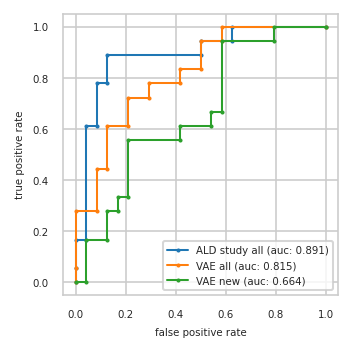 true positive rate
1.0
0.8
0.6
0.4
0.2
0.0
ALD study all (auc: 0.891)
VAE all (auc: 0.815)
VAE new (auc: 0.664)
0.0 0.2 0.4 0.6 0.8 1.0
false positive rate